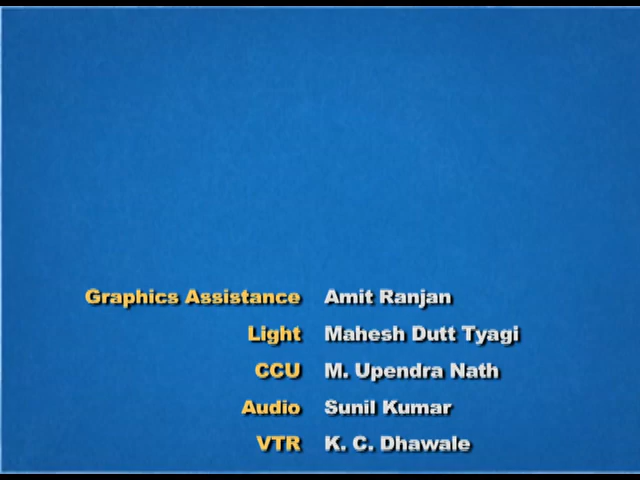 Graphics Assistance Amit Ranjan
Light Mahesh Dutt Tyagi
CCU M. Upendra Nath
Audio Sunil Kumar
VTR K. C. Dhawale